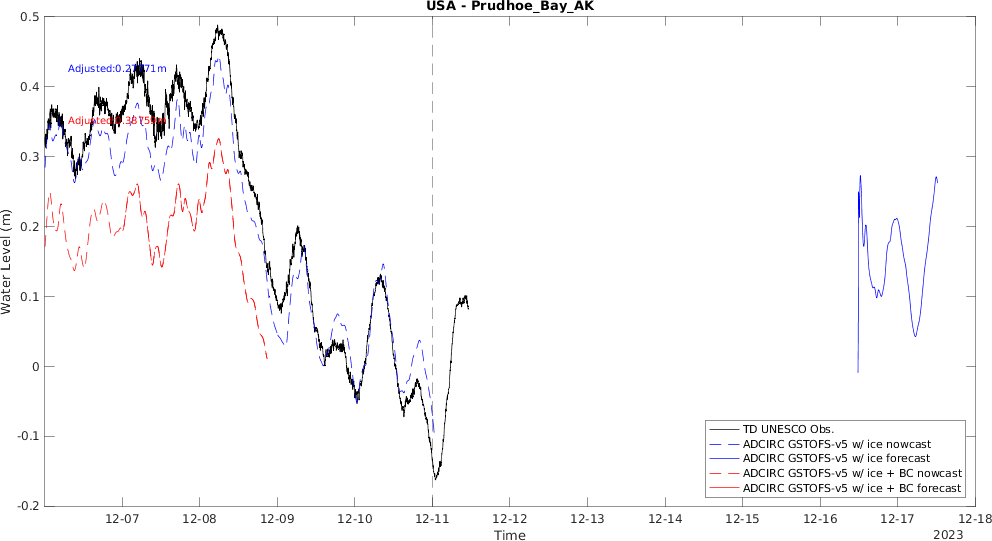 USA - Prudhoe_Bay_AK
0.5
0.4
0.3
0.2
0.1
0
-0.1
-0.2
Water Level (m)
TD UNESCO Obs.
ADCIRC GSTOFS-v5 w/ ice nowcast
ADCIRC GSTOFS-v5 w/ ice forecast
ADCIRC GSTOFS-v5 w/ ice + BC nowcast
ADCIRC GSTOFS-v5 w/ ice + BC forecast
12-07 12-08 12-09 12-10 12-11 12-12 12-13 12-14 12-15 12-16 12-17 12-18
Time
2023